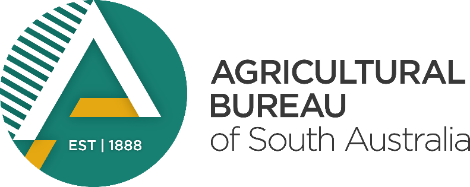 EST | 1888
AGRICULTURAL
BUREAU
of South Australia